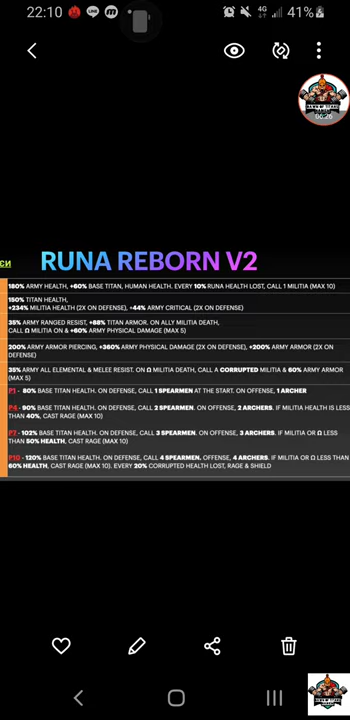 22:10
4G
41%
00:25
RUNA REBORN V2
180% ARMY HEALTH, +60% BASE TITAN, HUMAN HEALTH. EVERY 10% RUNA HEALTH LOST, CALL 1 MILITIA (MAX 10)
150% TITAN HEALTH,
+234% MILITIA HEALTH (2X ON DEFENSE), -44% ARMY CRITICAL (2X ON DEFENSE)
35% ARMY RANGED RESIST, +88% TITAN ARMOR. ON ALLY MILITIA DEATH,
CALL Ω MILITIA ON & +60% ARMY PHYSICAL DAMAGE (MAX 5)
200% ARMY ARMOR PIERCING, +360% ARMY PHYSICAL DAMAGE (2X ON DEFENSE), +200% ARMY ARMOR (2X ON
DEFENSE)
35% ARMY ALL ELEMENTAL & MELEE RESIST. ON Ω MILITIA DEATH, CALL A CORRUPTED MILITIA & 60% ARMY ARMOR
(MAX 5)
P1 - 80% BASE TITAN HEALTH. ON DEFENSE, CALL 1 SPEARMEN AT THE START. ON OFFENSE, 1 ARCHER
P4 - 90% BASE TITAN HEALTH. ON DEFENSE, CALL 2 SPEARMEN. ON OFFENSE, 2 ARCHERS. IF MILITIA HEALTH IS LESS
THAN 40%, CAST RAGE (MAX 10)
P7 - 102% BASE TITAN HEALTH. ON DEFENSE, CALL 3 SPEARMEN. ON OFFENSE, 3 ARCHERS. IF MILITIA OR Ω LESS
THAN 50% HEALTH, CAST RAGE (MAX 10)
P10 - 120% BASE TITAN HEALTH. ON DEFENSE, CALL 4 SPEARMEN. OFFENSE, 4 ARCHERS. IF MILITIA OR Ω LESS THAN
60% HEALTH, CAST RAGE (MAX 10). EVERY 20% CORRUPTED HEALTH LOST, RAGE & SHIELD